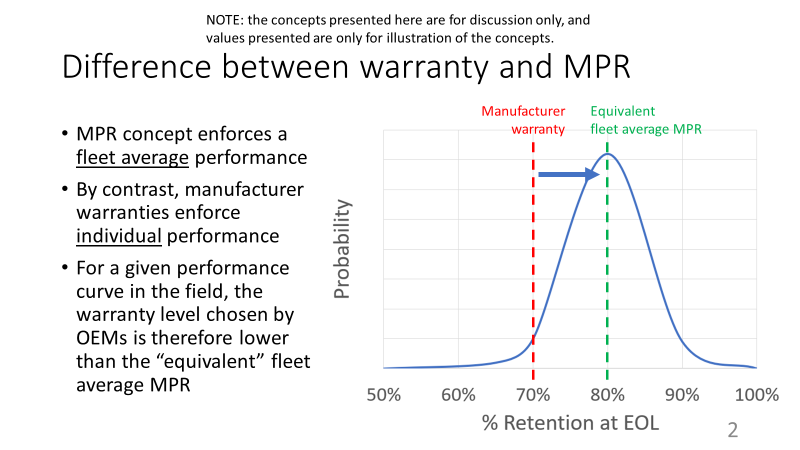 NOTE: the concepts presented here are for discussion only, and
values presented are only for illustration of the concepts.
Difference between warranty and MPR
• MPR concept enforces a
fleet average performance
• By contrast, manufacturer
warranties enforce
individual performance
• For a given performance
curve in the field, the
warranty level chosen by
OEMs is therefore lower
than the “equivalent” fleet
average MPR
Manufacturer
warranty
Equivalent
fleet average MPR
Probability
50% 60% 70% 80% 90% 100%
% Retention at EOL
2